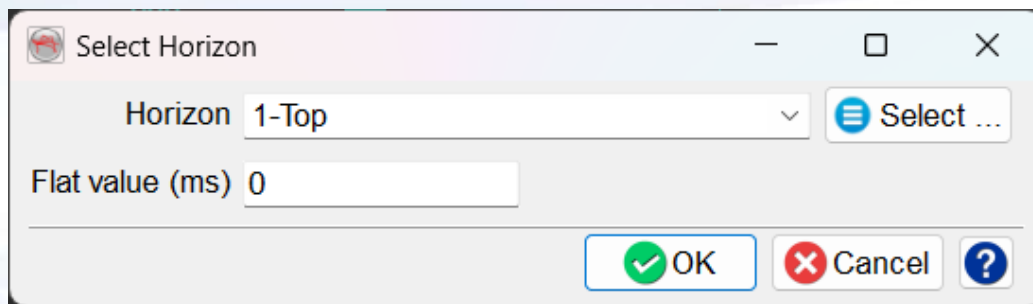 Select Horizon
Horizon 1-Top Select ...
Flat value (ms) 0
OK Cancel ?